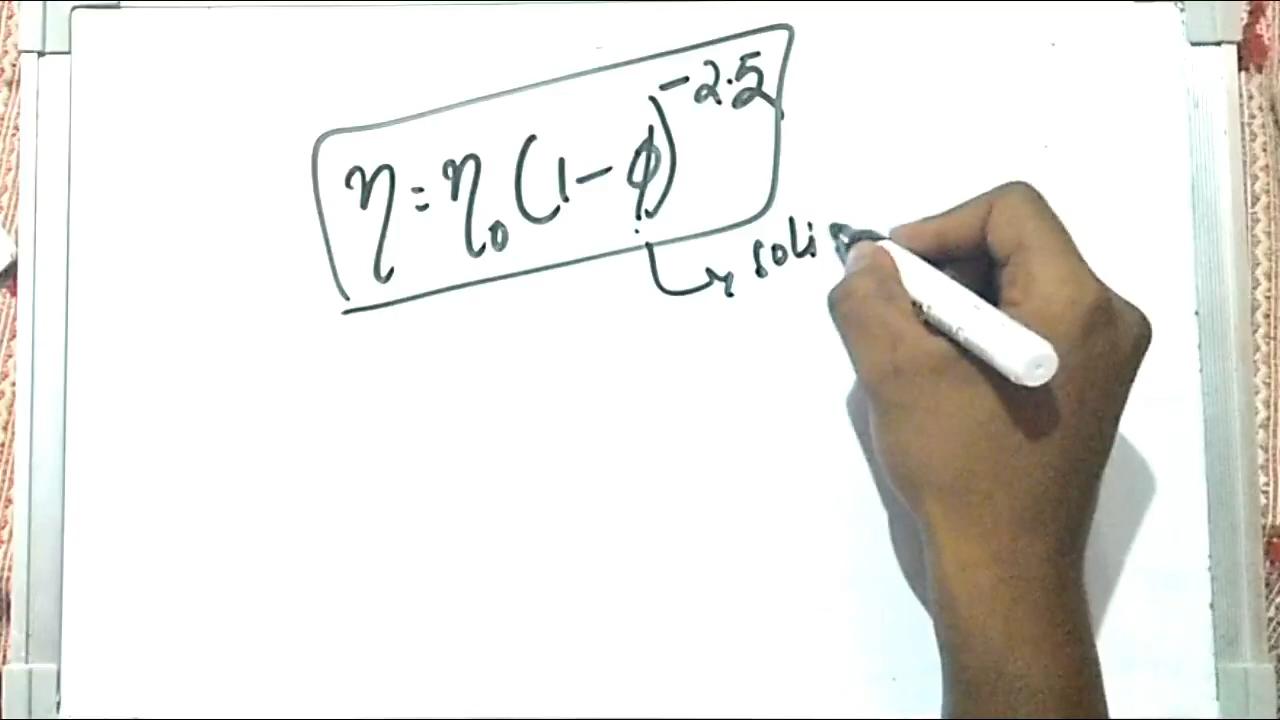 η = η₀ (1 - ϕ)^-2.5
soli